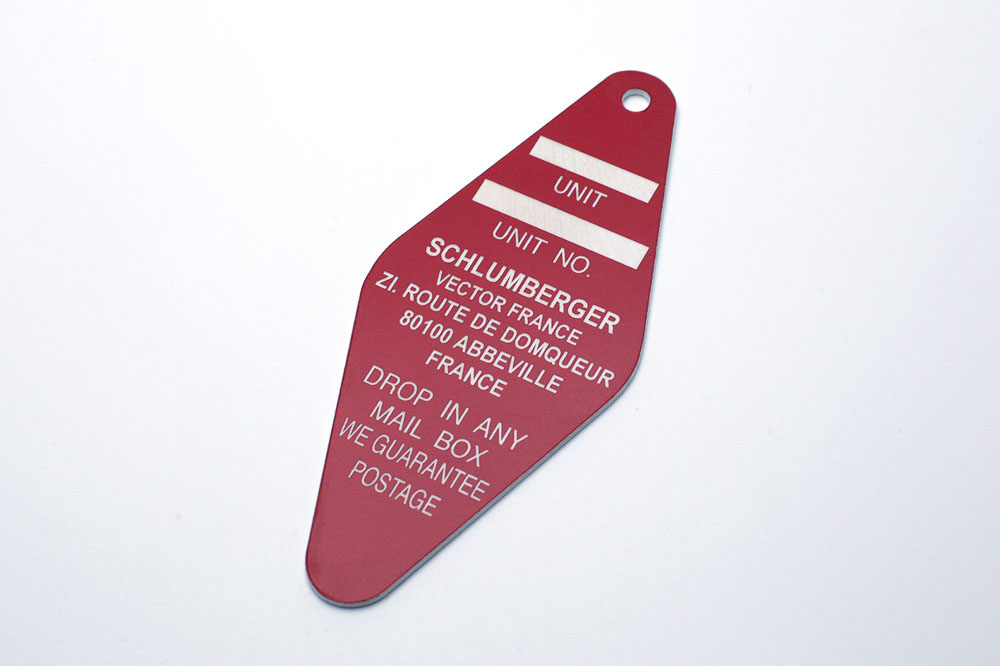 UNIT
UNIT NO.
SCHLUMBERGER
VECTOR FRANCE
ZI. ROUTE DE DOMQUEUR
80100 ABBEVILLE
FRANCE
DROP IN ANY
MAIL BOX
WE GUARANTEE
POSTAGE